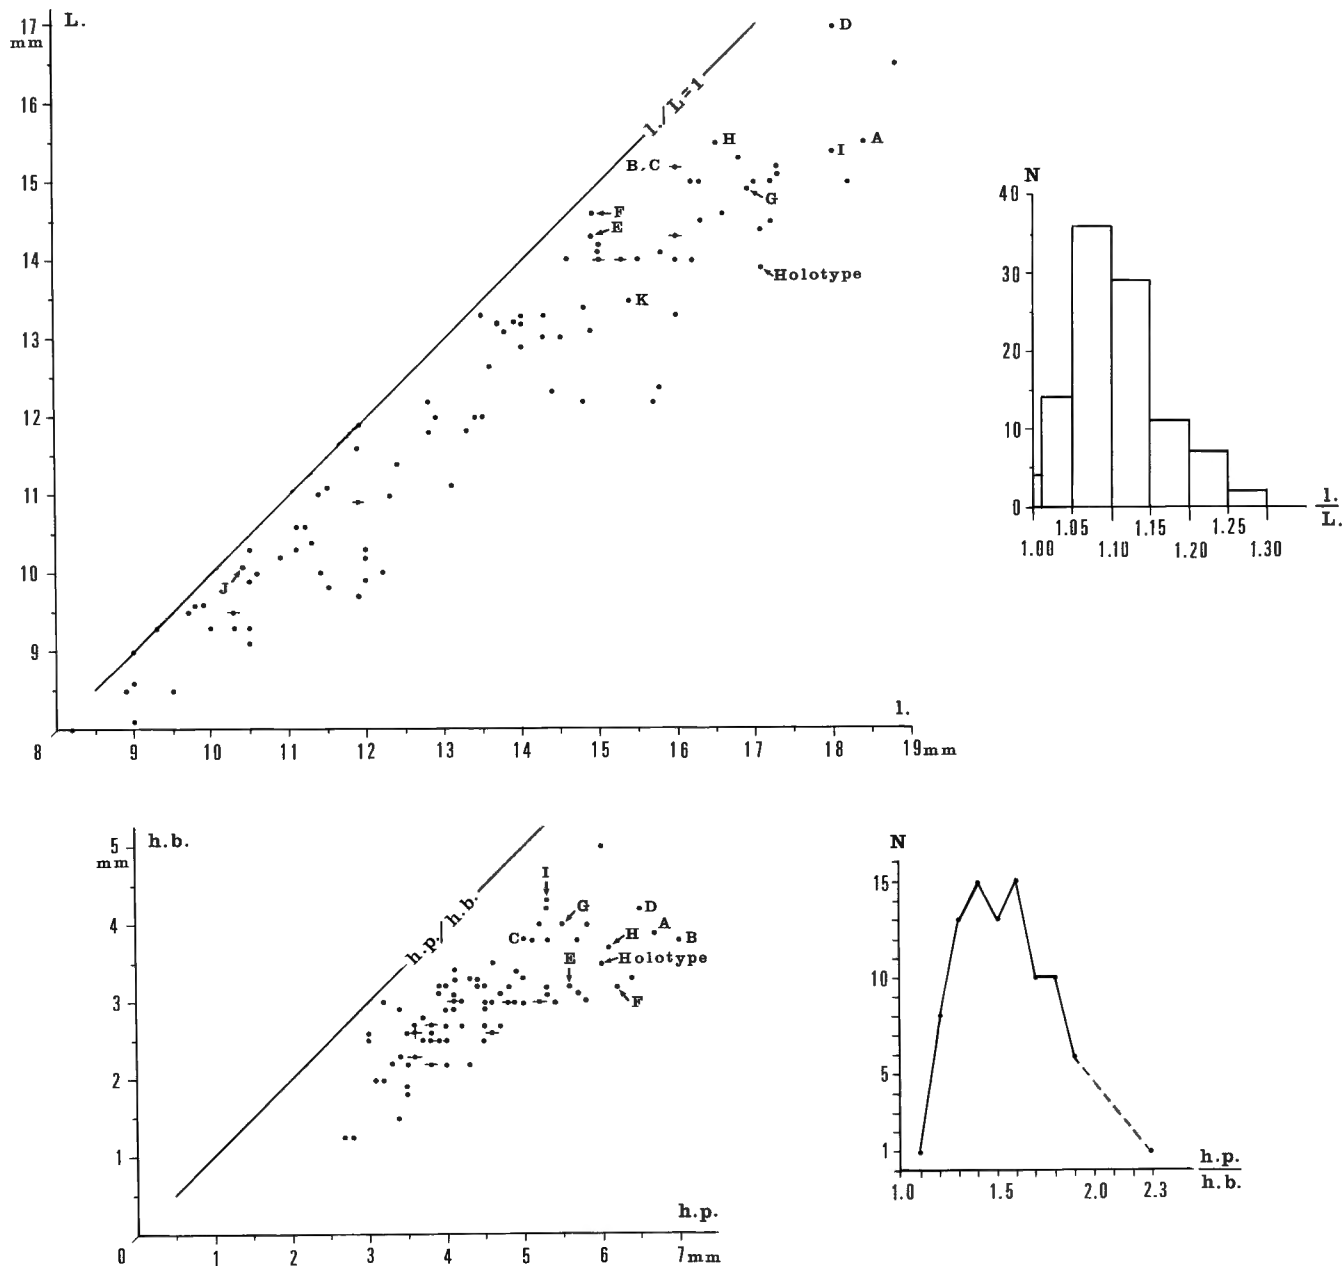 L.
17
mm
16
15
14
13
12
11
10
9
8 9 10 11 12 13 14 15 16 17 18 19mm
l.
l./L=1
D
A
H
I
B,C
G
F
E
Holotype
K
J
N
40
30
20
10
0
1.05 1.15 1.25
1.00 1.10 1.20 1.30
l.
L.
h.b.
5
mm
4
3
2
1
0 1 2 3 4 5 6 7mm
h.p.
h.p./h.b.
I
G
D
A
C
H
B
E
Holotype
F
N
15
10
5
1
1.0 1.5 2.0 2.3
h.p.
h.b.